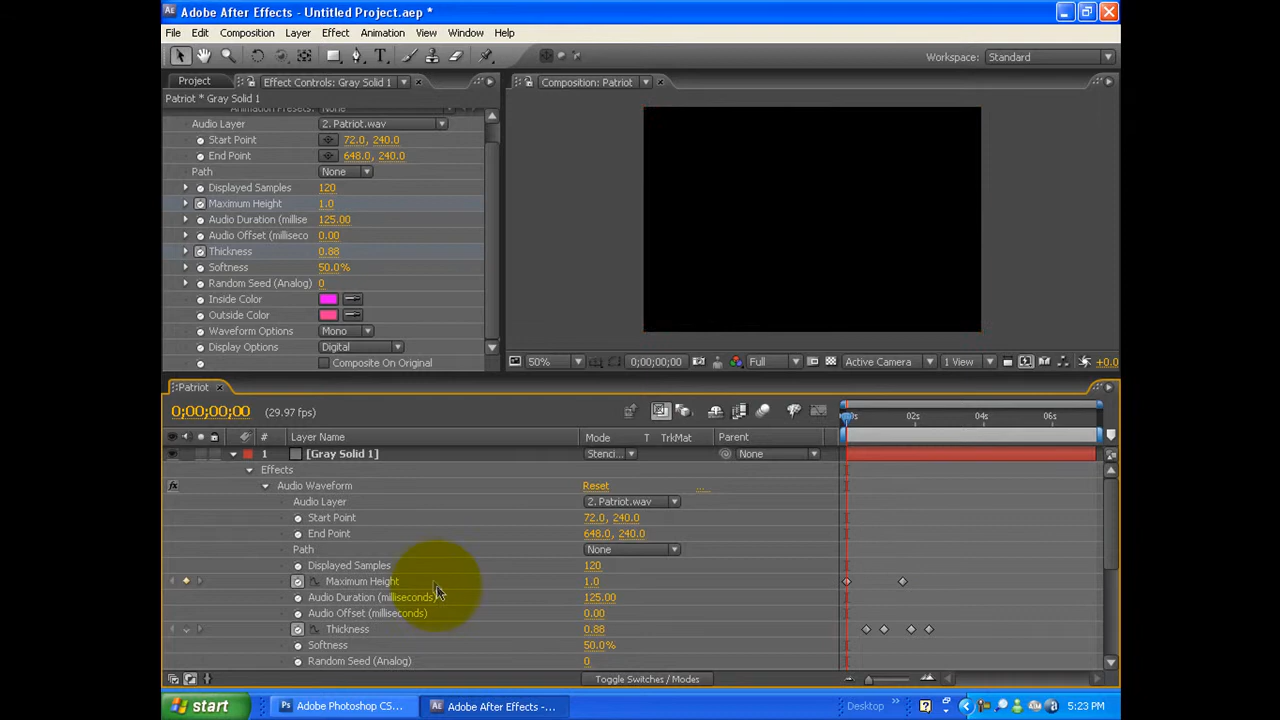 Adobe After Effects - Untitled Project.aep *
File Edit Composition Layer Effect Animation View Window Help
Workspace: Standard
Project Effect Controls: Gray Solid 1
Composition: Patriot
Patriot * Gray Solid 1
Animation Presets: None
Audio Layer 2. Patriot.wav
Start Point 72.0, 240.0
End Point 648.0, 240.0
Path None
Displayed Samples 120
Maximum Height 1.0
Audio Duration (millise 125.00
Audio Offset (milliseco 0.00
Thickness 0.88
Softness 50.0%
Random Seed (Analog) 0
Inside Color
Outside Color
Waveform Options Mono
Display Options Digital
Composite On Original
50% 0;00;00;00 Full Active Camera 1 View +0.0
Patriot
0;00;00;00 (29.97 fps)
0s 02s 04s 06s
# Layer Name Mode T TrkMat Parent
1 [Gray Solid 1] Stenci... None
Effects
fx Audio Waveform Reset ...
Audio Layer 2. Patriot.wav
Start Point 72.0, 240.0
End Point 648.0, 240.0
Path None
Displayed Samples 120
Maximum Height 1.0
Audio Duration (milliseconds) 125.00
Audio Offset (milliseconds) 0.00
Thickness 0.88
Softness 50.0%
Random Seed (Analog) 0
Toggle Switches / Modes
start Adobe Photoshop CS... Adobe After Effects -... Desktop 5:23 PM